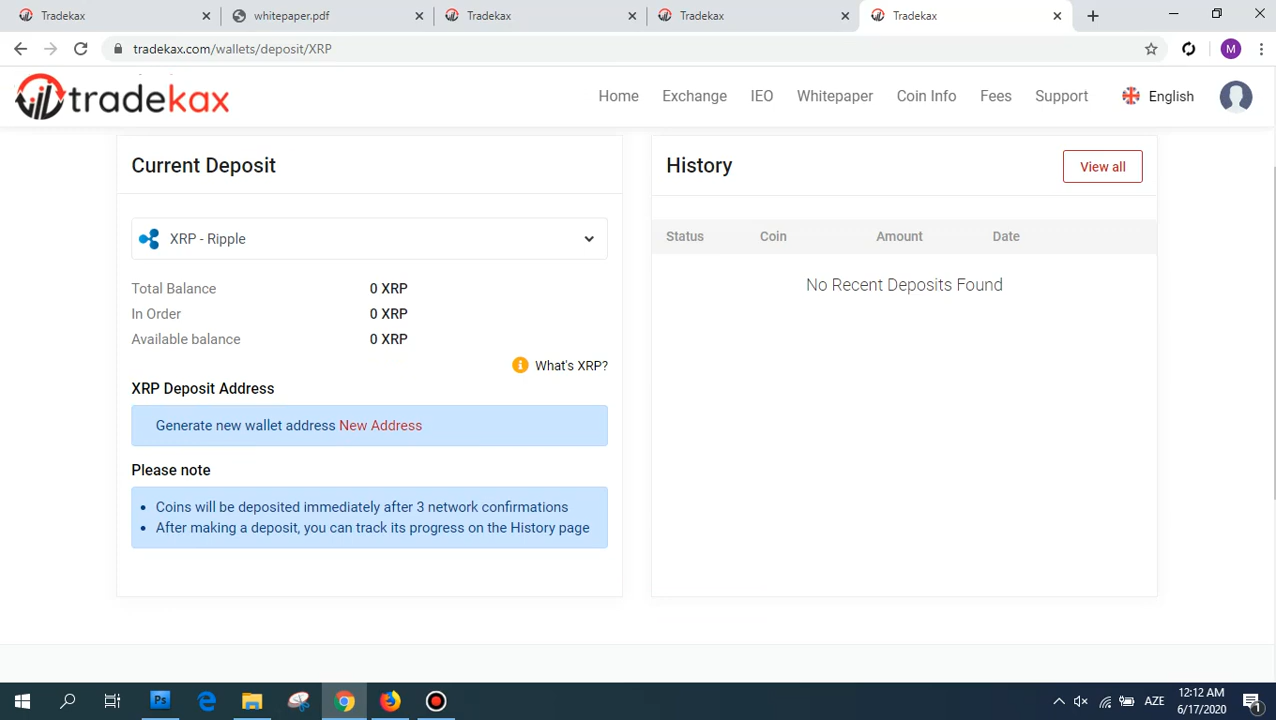 Tradekax
whitepaper.pdf
Tradekax
Tradekax
Tradekax
tradekax.com/wallets/deposit/XRP
M
tradekax
Home Exchange IEO Whitepaper Coin Info Fees Support English
Current Deposit
XRP - Ripple
Total Balance 0 XRP
In Order 0 XRP
Available balance 0 XRP
What's XRP?
XRP Deposit Address
Generate new wallet address New Address
Please note
• Coins will be deposited immediately after 3 network confirmations
• After making a deposit, you can track its progress on the History page
History
View all
Status Coin Amount Date
No Recent Deposits Found
Ps
AZE
12:12 AM
6/17/2020
1